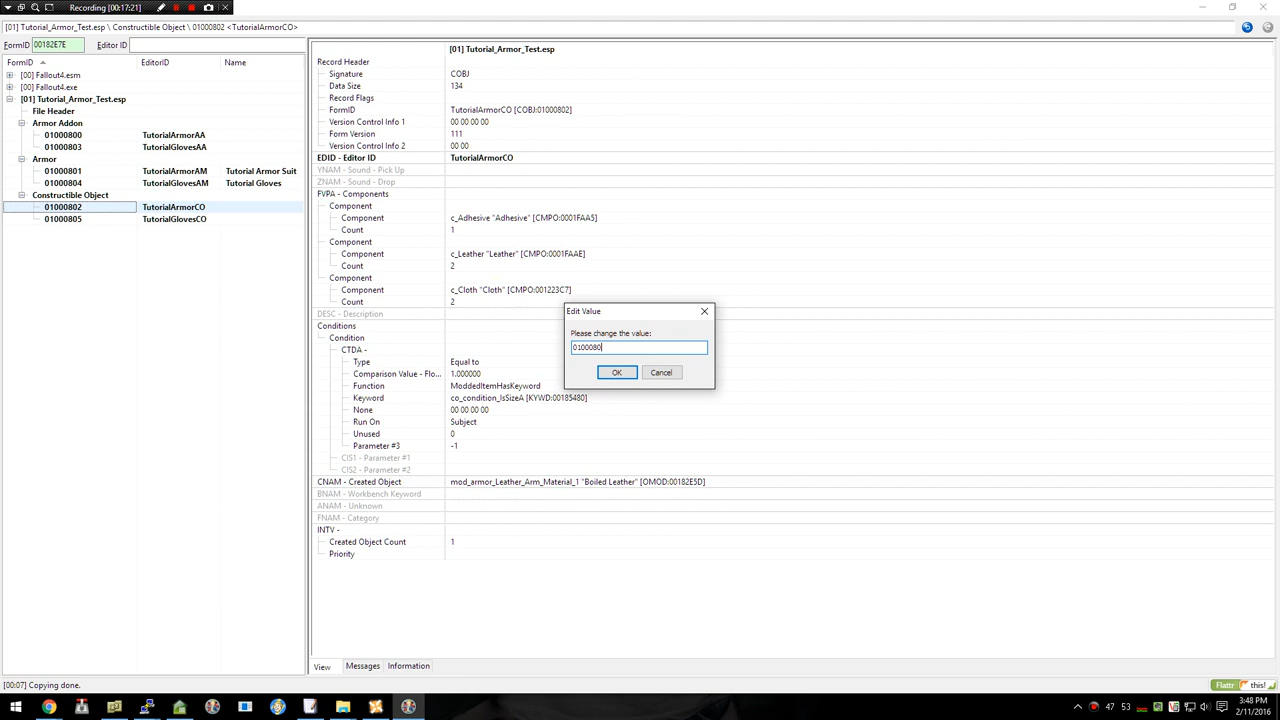 Recording [00:17:21]
[01] Tutorial_Armor_Test.esp \ Constructible Object \ 01000802 <TutorialArmorCO>
FormID 00182E7E Editor ID
FormID EditorID Name
[00] Fallout4.esm
[00] Fallout4.exe
[01] Tutorial_Armor_Test.esp
File Header
Armor Addon
01000800 TutorialArmorAA
01000803 TutorialGlovesAA
Armor
01000801 TutorialArmorAM Tutorial Armor Suit
01000804 TutorialGlovesAM Tutorial Gloves
Constructible Object
01000802 TutorialArmorCO
01000805 TutorialGlovesCO
[01] Tutorial_Armor_Test.esp
Record Header
Signature COBJ
Data Size 134
Record Flags
FormID TutorialArmorCO [COBJ:01000802]
Version Control Info 1 00 00 00 00
Form Version 111
Version Control Info 2 00 00
EDID - Editor ID TutorialArmorCO
YNAM - Sound - Pick Up
ZNAM - Sound - Drop
FVPA - Components
Component
Component c_Adhesive "Adhesive" [CMPO:0001FAA5]
Count 1
Component
Component c_Leather "Leather" [CMPO:0001FAAE]
Count 2
Component
Component c_Cloth "Cloth" [CMPO:001223C7]
Count 2
DESC - Description
Conditions
Condition
CTDA -
Type Equal to
Comparison Value - Flo... 1.000000
Function ModdedItemHasKeyword
Keyword co_condition_IsSizeA [KYWD:00185480]
None 00 00 00 00
Run On Subject
Unused 0
Parameter #3 -1
CIS1 - Parameter #1
CIS2 - Parameter #2
CNAM - Created Object mod_armor_Leather_Arm_Material_1 "Boiled Leather" [OMOD:00182E5D]
BNAM - Workbench Keyword
ANAM - Unknown
FNAM - Category
INTV -
Created Object Count 1
Priority
Edit Value
Please change the value:
0100080
OK Cancel
View Messages Information
[00:07] Copying done.
Flattr this!
47 53
3:48 PM
2/11/2016